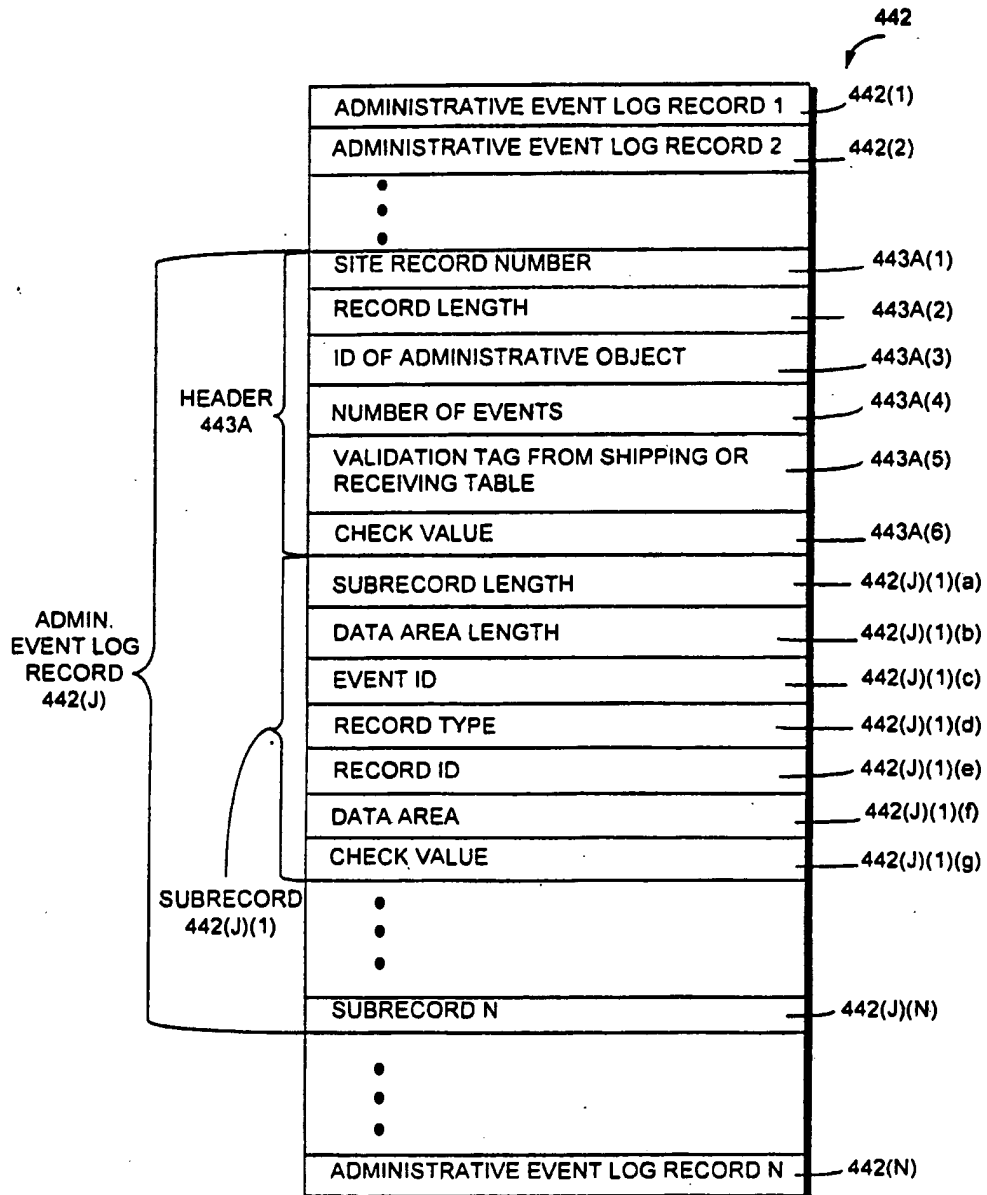 442
ADMINISTRATIVE EVENT LOG RECORD 1 442(1)
ADMINISTRATIVE EVENT LOG RECORD 2 442(2)
SITE RECORD NUMBER 443A(1)
RECORD LENGTH 443A(2)
ID OF ADMINISTRATIVE OBJECT 443A(3)
HEADER
443A
NUMBER OF EVENTS 443A(4)
VALIDATION TAG FROM SHIPPING OR
RECEIVING TABLE
443A(5)
CHECK VALUE 443A(6)
SUBRECORD LENGTH 442(J)(1)(a)
ADMIN.
EVENT LOG
RECORD
442(J)
DATA AREA LENGTH 442(J)(1)(b)
EVENT ID 442(J)(1)(c)
RECORD TYPE 442(J)(1)(d)
RECORD ID 442(J)(1)(e)
DATA AREA 442(J)(1)(f)
CHECK VALUE 442(J)(1)(g)
SUBRECORD
442(J)(1)
SUBRECORD N 442(J)(N)
ADMINISTRATIVE EVENT LOG RECORD N 442(N)